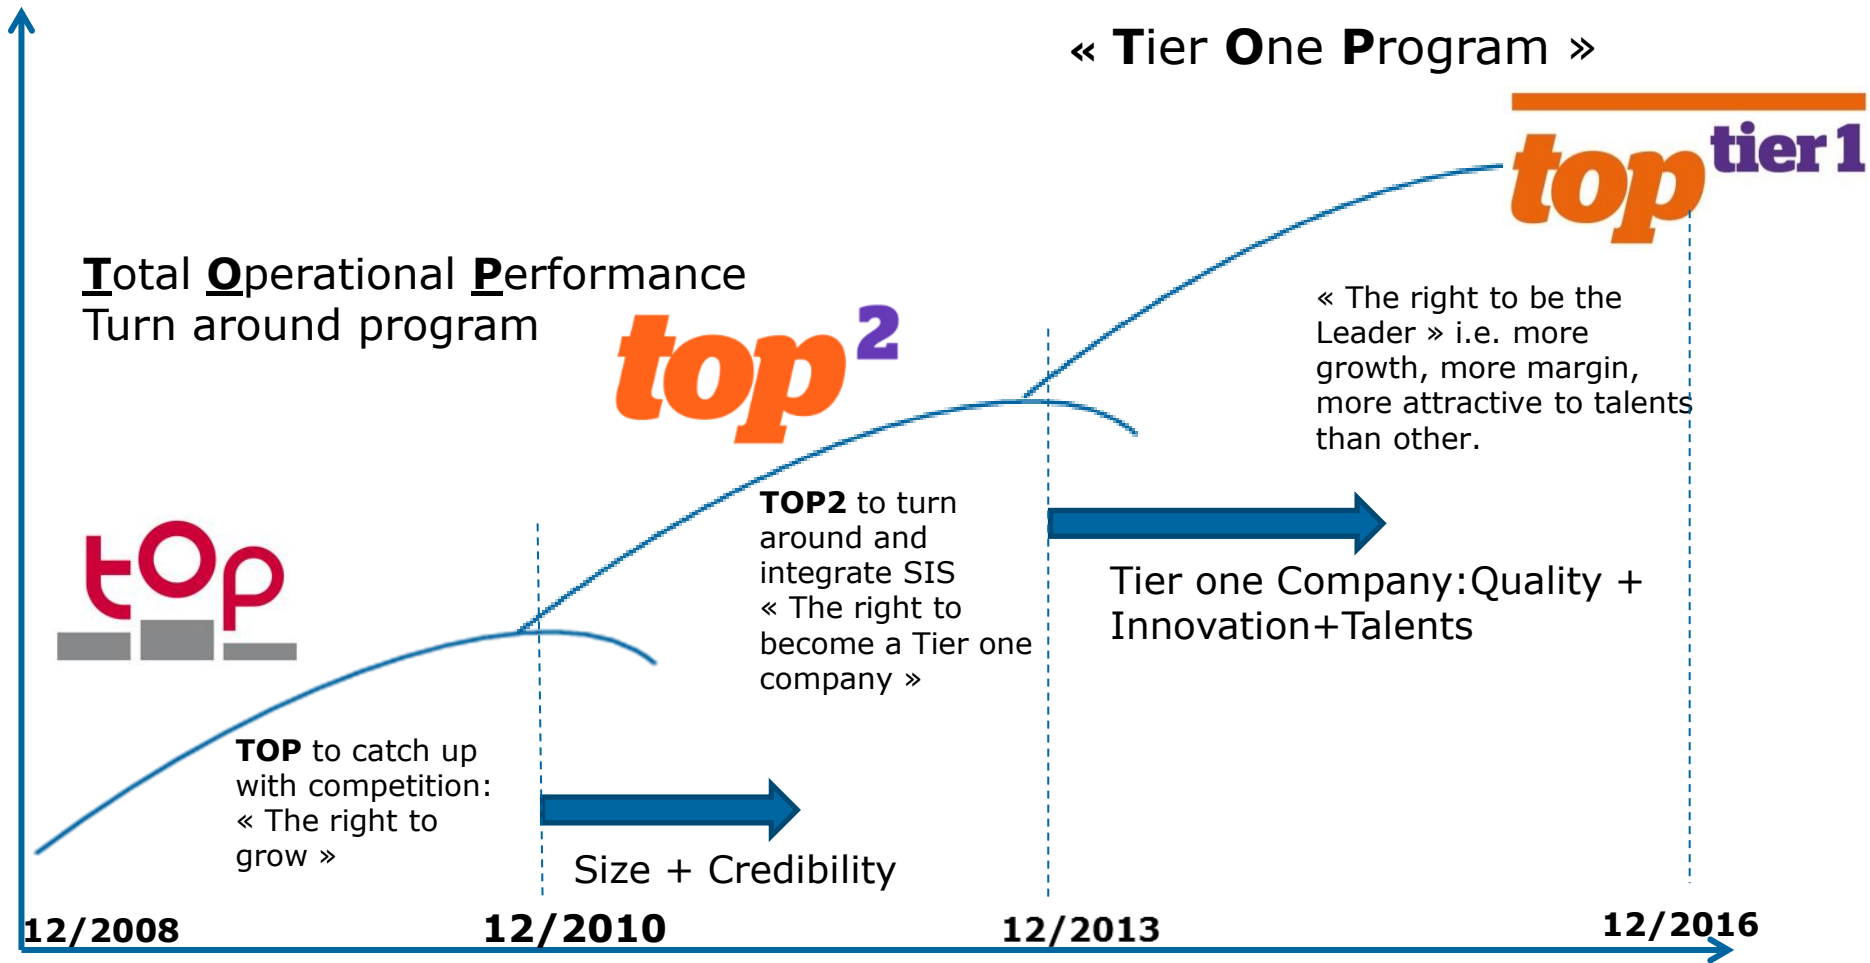 « Tier One Program »
top tier 1
Total Operational Performance
Turn around program
top 2
« The right to be the
Leader » i.e. more
growth, more margin,
more attractive to talents
than other.
top
TOP2 to turn
around and
integrate SIS
« The right to
become a Tier one
company »
Tier one Company:Quality +
Innovation+Talents
TOP to catch up
with competition:
« The right to
grow »
Size + Credibility
12/2008
12/2010
12/2013
12/2016